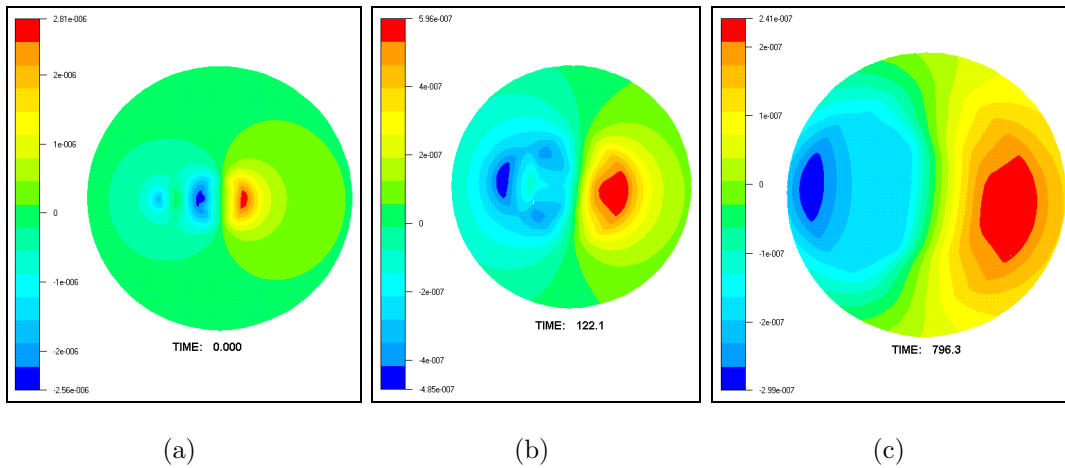 2.81e-006
2e-006
1e-006
0
-1e-006
-2e-006
-2.56e-006
TIME: 0.000
5.96e-007
4e-007
2e-007
0
-2e-007
-4e-007
-4.85e-007
TIME: 122.1
2.41e-007
2e-007
1e-007
0
-1e-007
-2e-007
-2.99e-007
TIME: 796.3
(a)
(b)
(c)